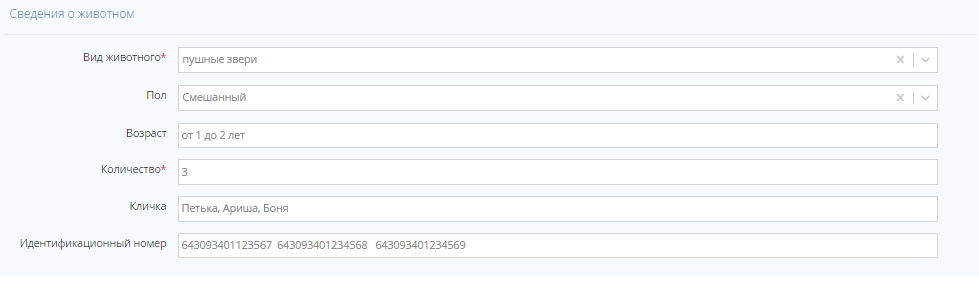 Сведения о животном
Вид животного* пушные звери
Пол Смешанный
Возраст от 1 до 2 лет
Количество* 3
Кличка Петька, Ариша, Боня
Идентификационный номер 643093401123567 643093401234568 643093401234569